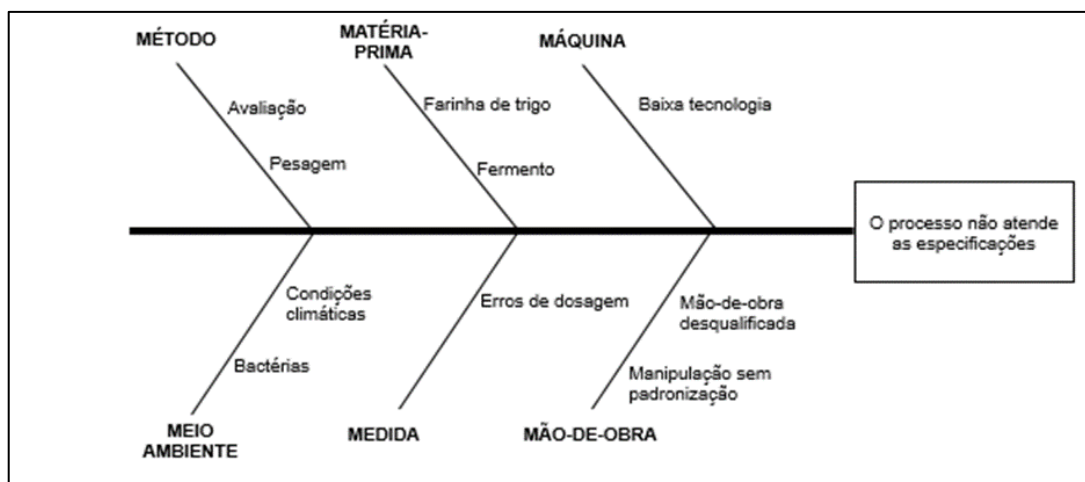 MÉTODO
MATÉRIA-
PRIMA
MÁQUINA
Avaliação
Pesagem
Farinha de trigo
Fermento
Baixa tecnologia
O processo não atende
as especificações
Condições
climáticas
Bactérias
Erros de dosagem
Mão-de-obra
desqualificada
Manipulação sem
padronização
MEIO
AMBIENTE
MEDIDA
MÃO-DE-OBRA